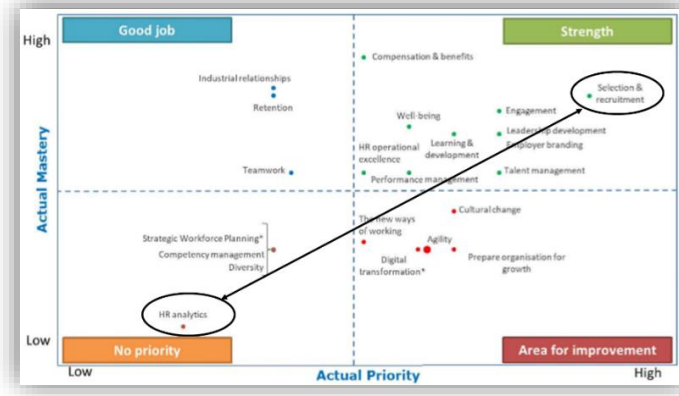 Good job
Strength
High
Compensation & benefits
Industrial relationships
Retention
Selection &
recruitment
Well-being
Engagement
Learning &
development
Leadership development
Employer branding
HR operational
excellence
Teamwork
Performance management
Talent management
Actual Mastery
Cultural change
The new ways
of working
Agility
Strategic Workforce Planning*
Competency management
Diversity
Digital
transformation*
Prepare organisation for
growth
HR analytics
Low
No priority
Area for improvement
Low
Actual Priority
High